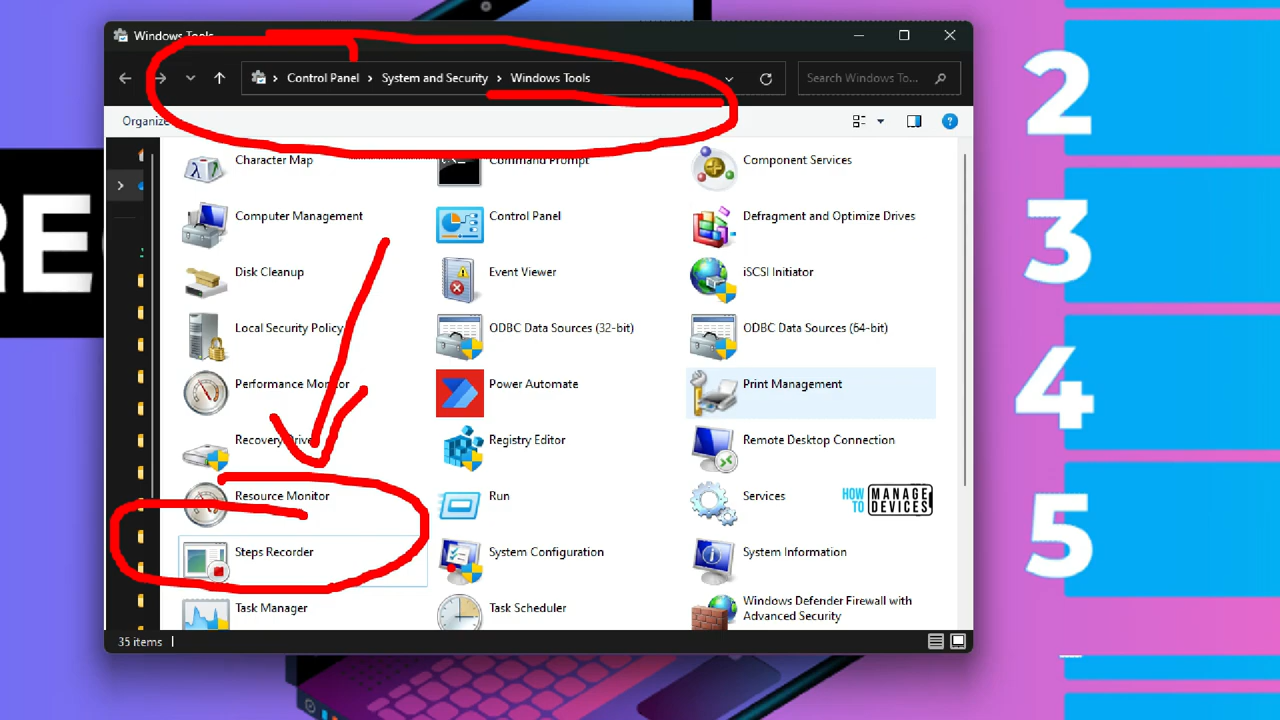 Windows Tools
Control Panel > System and Security > Windows Tools
Search Windows To...
Organize
Character Map
Command Prompt
Component Services
Computer Management
Control Panel
Defragment and Optimize Drives
Disk Cleanup
Event Viewer
iSCSI Initiator
Local Security Policy
ODBC Data Sources (32-bit)
ODBC Data Sources (64-bit)
Performance Monitor
Power Automate
Print Management
Recovery Drive
Registry Editor
Remote Desktop Connection
Resource Monitor
Run
Services
HOW TO MANAGE DEVICES
Steps Recorder
System Configuration
System Information
Task Manager
Task Scheduler
Windows Defender Firewall with
Advanced Security
35 items
RE
2
3
4
5